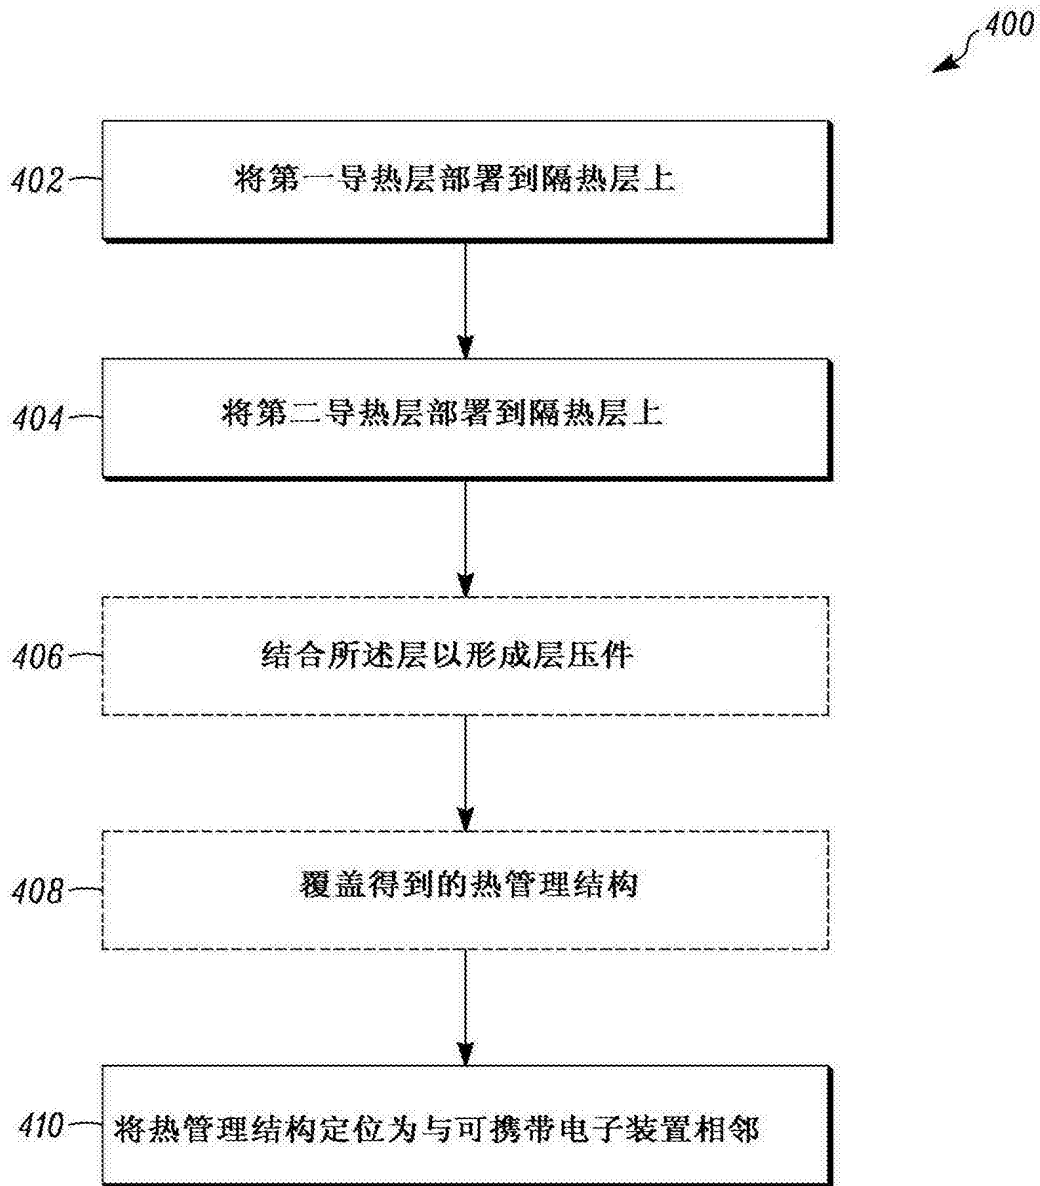 400
402
将第一导热层部署到隔热层上
404
将第二导热层部署到隔热层上
406
结合所述层以形成层压件
408
覆盖得到的热管理结构
410
将热管理结构定位为与可携带电子装置相邻